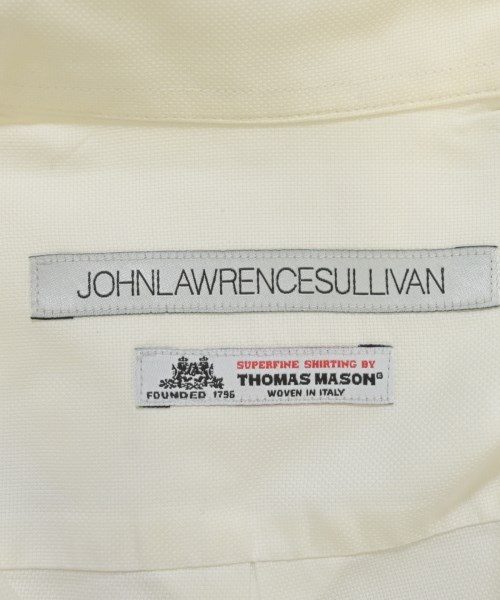 JOHNLAWRENCESULLIVAN
SUPERFINE SHIRTING BY
THOMAS MASON
FOUNDED 1796
WOVEN IN ITALY